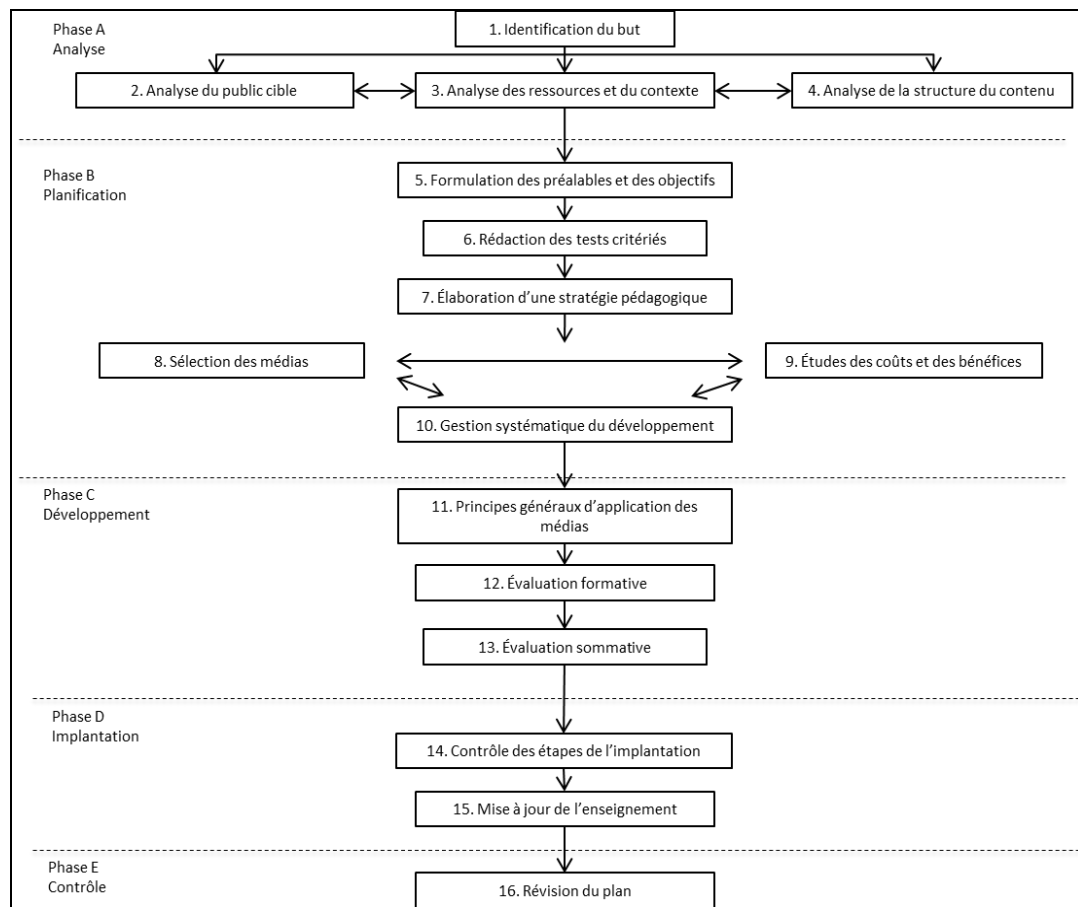 Phase A
Analyse
1. Identification du but
2. Analyse du public cible
3. Analyse des ressources et du contexte
4. Analyse de la structure du contenu
Phase B
Planification
5. Formulation des préalables et des objectifs
6. Rédaction des tests critériés
7. Élaboration d’une stratégie pédagogique
8. Sélection des médias
9. Études des coûts et des bénéfices
10. Gestion systématique du développement
Phase C
Développement
11. Principes généraux d’application des
médias
12. Évaluation formative
13. Évaluation sommative
Phase D
Implantation
14. Contrôle des étapes de l’implantation
15. Mise à jour de l’enseignement
Phase E
Contrôle
16. Révision du plan